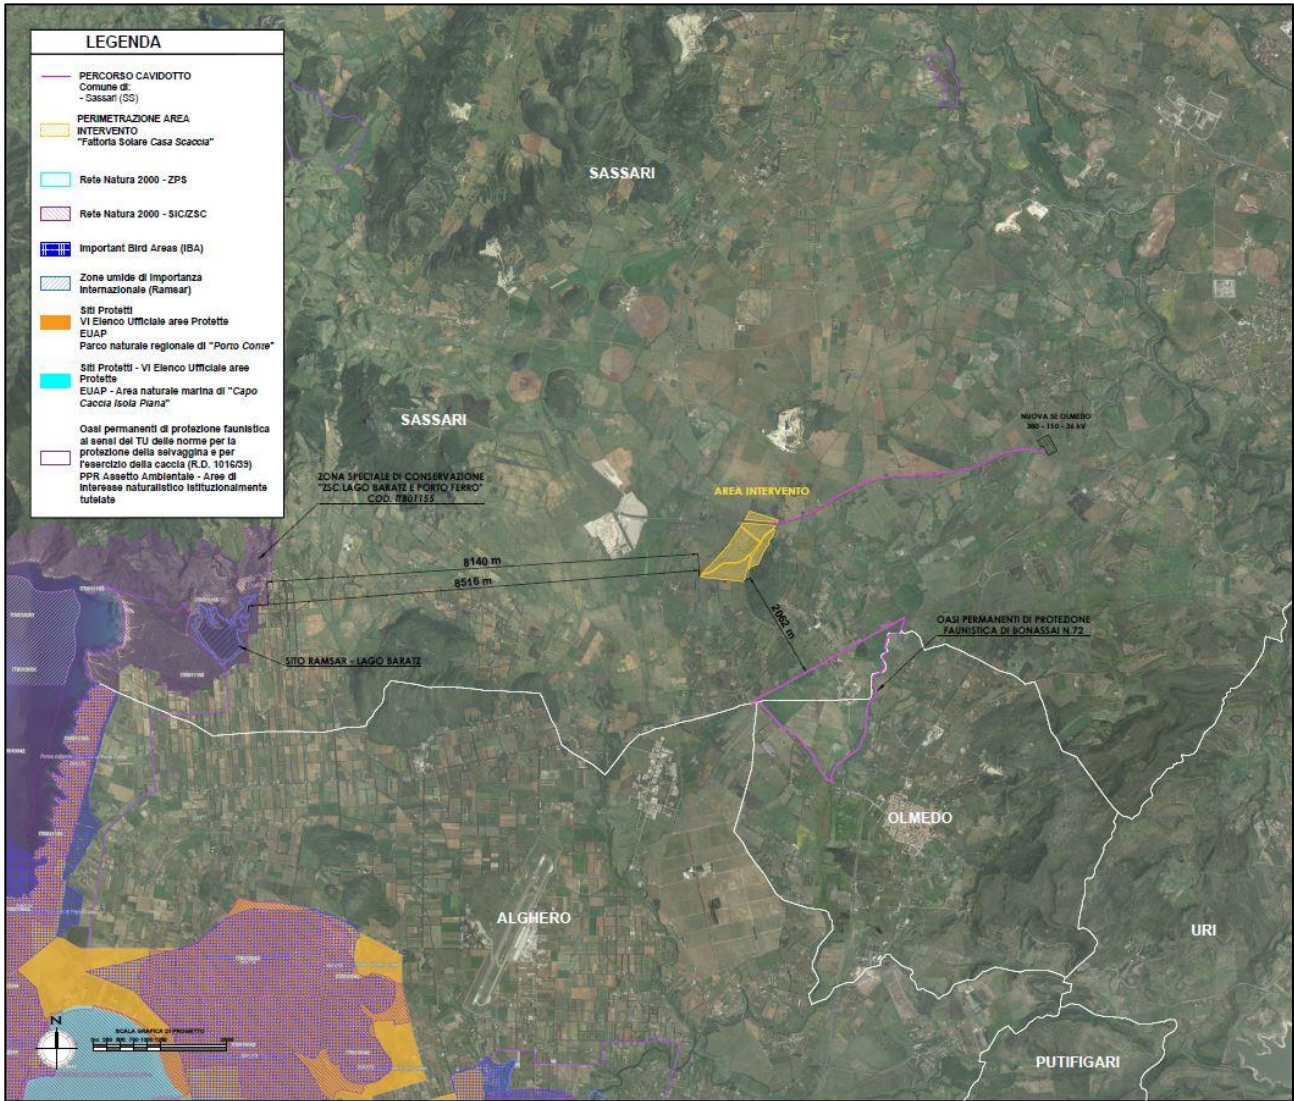 LEGENDA
PERCORSO CAVIDOTTO
Comune di:
- Sassari (SS)
PERIMETRAZIONE AREA
INTERVENTO
"Fattoria Solare Casa Scaccia"
Rete Natura 2000 - ZPS
Rete Natura 2000 - SIC/ZSC
Important Bird Areas (IBA)
Zone umide di Importanza
Internazionale (Ramsar)
Siti Protetti
VI Elenco Ufficiale aree Protette
EUAP
Parco naturale regionale di "Porto Conte"
Siti Protetti - VI Elenco Ufficiale aree
Protette
EUAP - Area naturale marina di "Capo
Caccia Isola Piana"
Oasi permanenti di protezione faunistica
ai sensi del TU delle norme per la
protezione della selvaggina e per
l'esercizio della caccia (R.D. 1016/39)
PPR Assetto Ambientale - Aree di
Interesse naturalistico Istituzionalmente
tutelate
SASSARI
SASSARI
NUOVA SE OLMEDO
380 - 150 - 36 kV
ZONA SPECIALE DI CONSERVAZIONE
"ZSC LAGO BARATZ E PORTO FERRO"
COD. ITB01155
AREA INTERVENTO
8140 m
8516 m
2062 m
OASI PERMANENTI DI PROTEZIONE
FAUNISTICA DI BONASSAI N.72
SITO RAMSAR - LAGO BARATZ
OLMEDO
ALGHERO
URI
PUTIFIGARI
N
SCALA GRAFICA DI PROGETTO